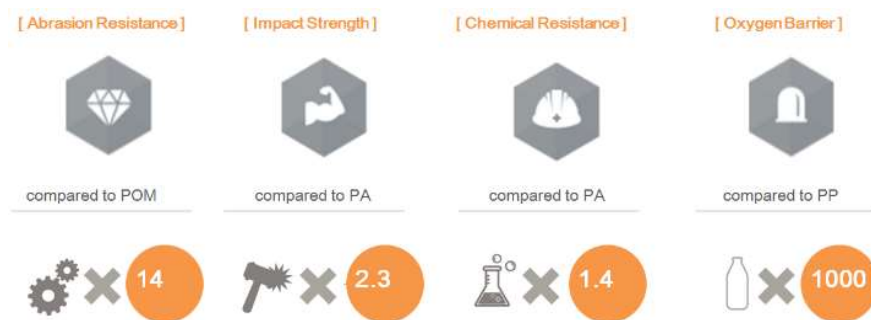 [ Abrasion Resistance ]
[ Impact Strength ]
[ Chemical Resistance ]
[ Oxygen Barrier ]
compared to POM
compared to PA
compared to PA
compared to PP
14
2.3
1.4
1000